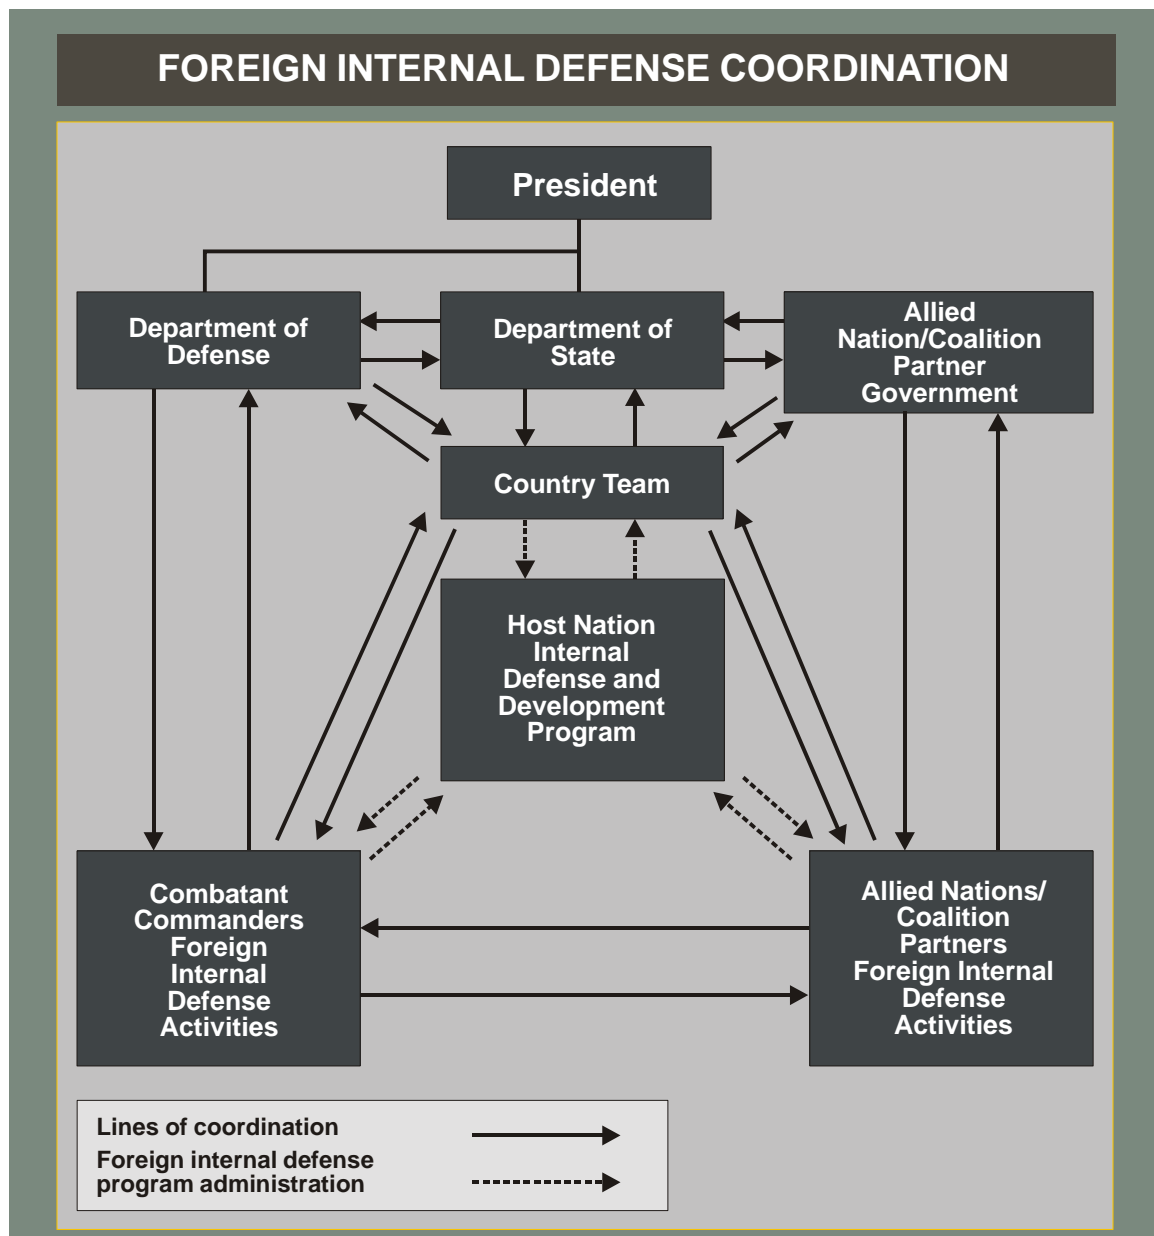 FOREIGN INTERNAL DEFENSE COORDINATION
President
Department of
Defense
Department of
State
Allied
Nation/Coalition
Partner
Government
Country Team
Host Nation
Internal
Defense and
Development
Program
Combatant
Commanders
Foreign
Internal
Defense
Activities
Allied Nations/
Coalition
Partners
Foreign Internal
Defense
Activities
Lines of coordination
Foreign internal defense
program administration